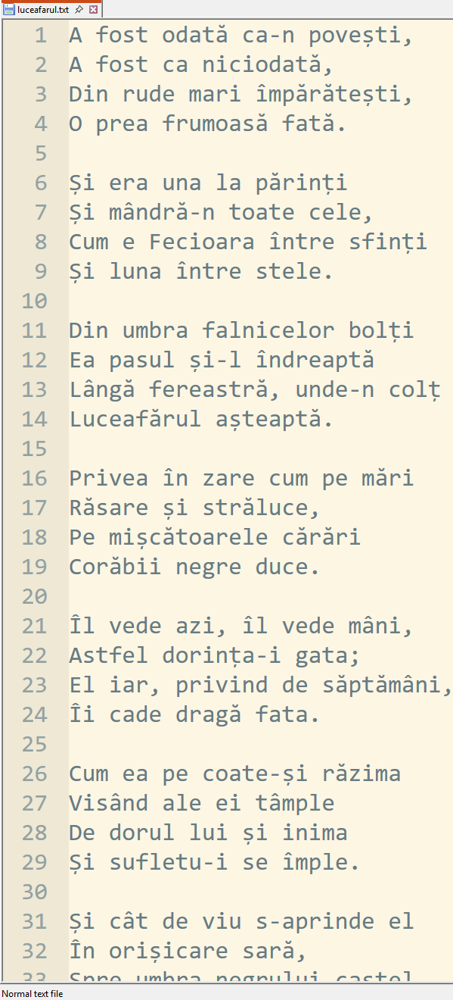 luceafarul.txt
1 A fost odată ca-n povești,
2 A fost ca niciodată,
3 Din rude mari împărătești,
4 O prea frumoasă fată.
5
6 Și era una la părinți
7 Și mândră-n toate cele,
8 Cum e Fecioara între sfinți
9 Și luna între stele.
10
11 Din umbra falnicelor bolți
12 Ea pasul și-l îndreaptă
13 Lângă fereastră, unde-n colț
14 Luceafărul așteaptă.
15
16 Privea în zare cum pe mări
17 Răsare și străluce,
18 Pe mișcătoarele cărări
19 Corăbii negre duce.
20
21 Îl vede azi, îl vede mâni,
22 Astfel dorința-i gata;
23 El iar, privind de săptămâni,
24 Îi cade dragă fata.
25
26 Cum ea pe coate-și răzima
27 Visând ale ei tâmple
28 De dorul lui și inima
29 Și sufletu-i se împle.
30
31 Și cât de viu s-aprinde el
32 În orișicare sară,
33 Spre umbra negrului castel
Normal text file